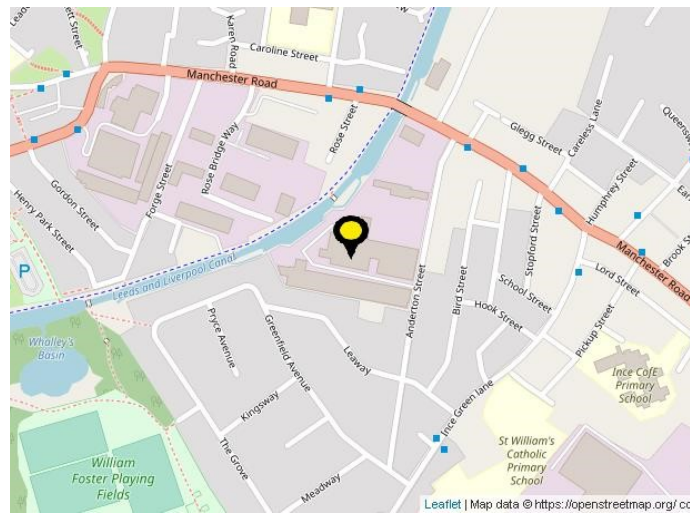 Karen Road
Caroline Street
Manchester Road
Rose Bridge Way
Rose Street
Forge Street
Gordon Street
Henry Park Street
P
Leeds and Liverpool Canal
Glegg Street
Careless Lane
Humphrey Street
Stopford Street
Manchester Road
Lord Street
Brook St
School Street
Bird Street
Hook Street
Anderton Street
Pickup Street
Ince CofE
Primary
School
Whalley's
Basin
Pryce Avenue
Greenfield Avenue
Leaway
Kingsway
The Grove
Meadway
Ince Green lane
St William's
Catholic
Primary
School
William
Foster Playing
Fields
Leaflet | Map data © https://openstreetmap.org/ co